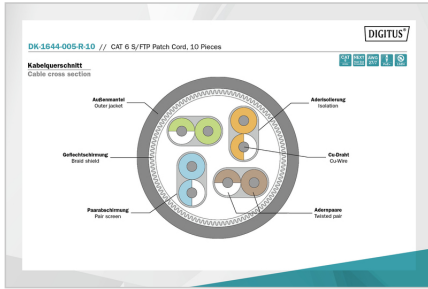 DIGITUS®
DK-1644-005-R-10 // CAT 6 S/FTP Patch Cord, 10 Pieces
Kabelquerschnitt
Cable cross section
Außenmantel
Outer jacket
Aderisolierung
Isolation
Geflechtschirmung
Braid shield
Cu-Draht
Cu-Wire
Paarabschirmung
Pair screen
Adernpaare
Twisted pair